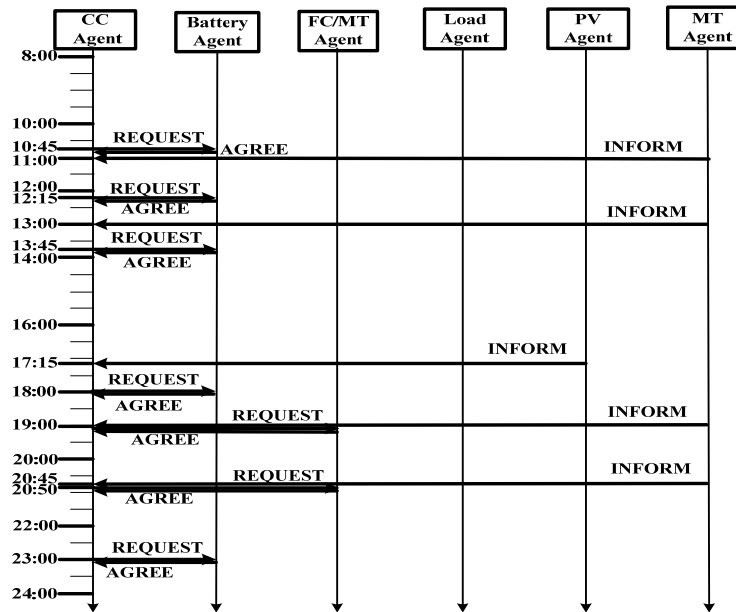 CC Agent
Battery Agent
FC/MT Agent
Load Agent
PV Agent
MT Agent
8:00
10:00
REQUEST
10:45
AGREE
INFORM
11:00
12:00
REQUEST
12:15
AGREE
INFORM
13:00
REQUEST
13:45
AGREE
14:00
16:00
INFORM
17:15
REQUEST
18:00
AGREE
REQUEST
INFORM
19:00
AGREE
20:00
REQUEST
INFORM
20:45
20:50
AGREE
22:00
REQUEST
23:00
AGREE
24:00